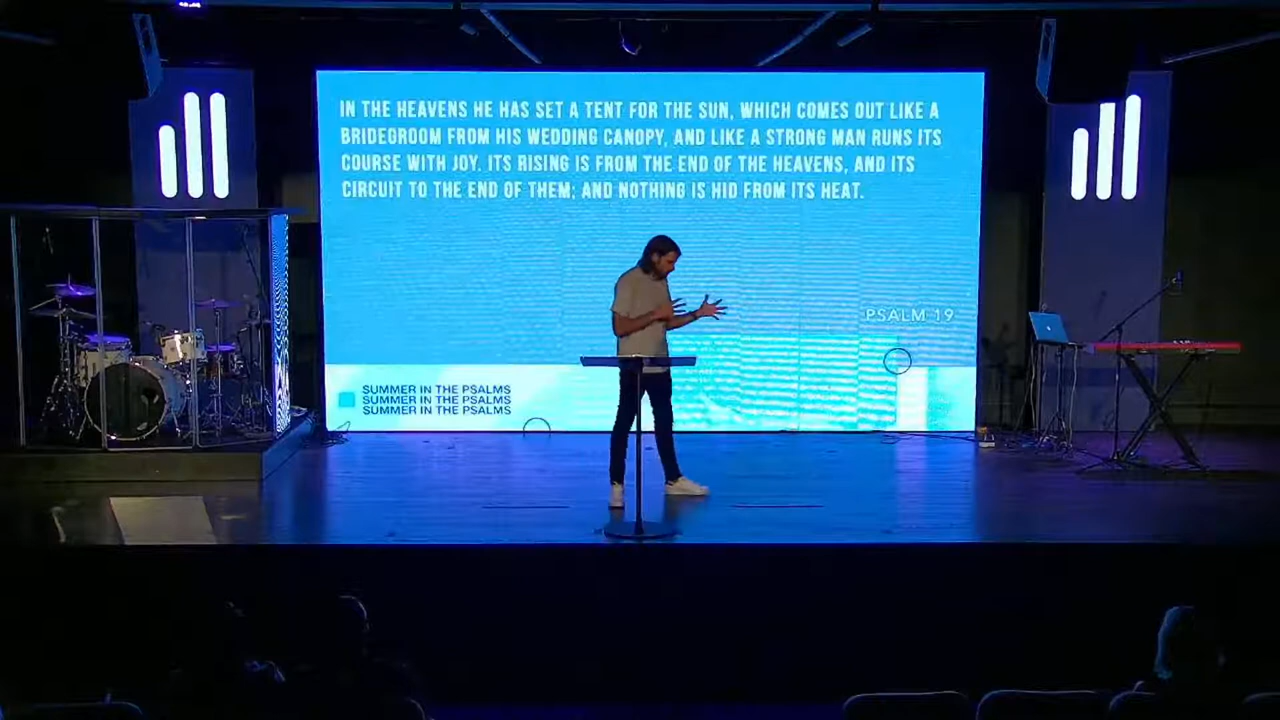 IN THE HEAVENS HE HAS SET A TENT FOR THE SUN, WHICH COMES OUT LIKE A
BRIDEGROOM FROM HIS WEDDING CANOPY, AND LIKE A STRONG MAN RUNS ITS
COURSE WITH JOY. ITS RISING IS FROM THE END OF THE HEAVENS, AND ITS
CIRCUIT TO THE END OF THEM; AND NOTHING IS HID FROM ITS HEAT.
PSALM 19
SUMMER IN THE PSALMS
SUMMER IN THE PSALMS
SUMMER IN THE PSALMS